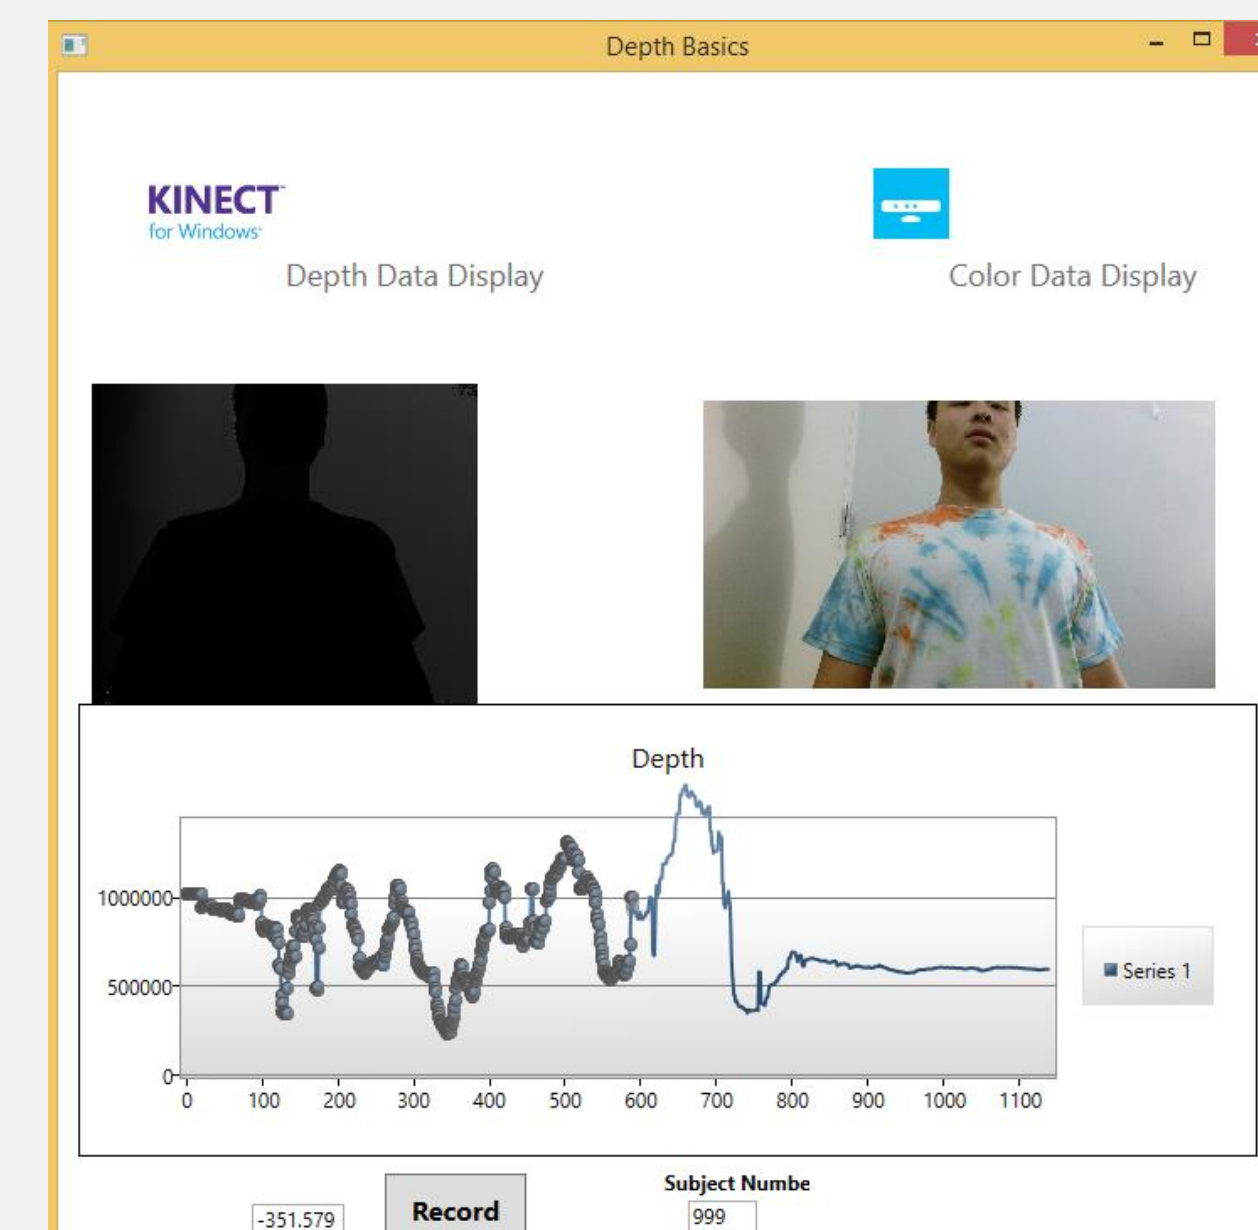 Depth Basics
KINECT™
for Windows
Depth Data Display
Color Data Display
Depth
1000000
500000
0
0 100 200 300 400 500 600 700 800 900 1000 1100
Series 1
Subject Numbe
-351.579
Record
999